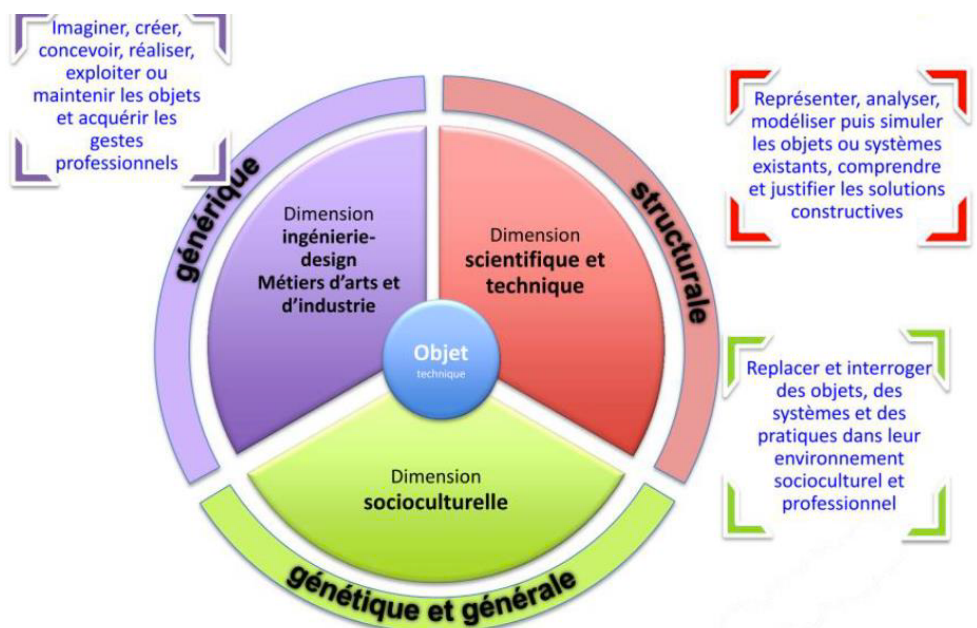 Imaginer, créer,
concevoir, réaliser,
exploiter ou
maintenir les objets
et acquérir les
gestes
professionnels
générique
Dimension
ingénierie-
design
Métiers d'arts et
d'industrie
Dimension
scientifique et
technique
structurale
Représenter, analyser,
modéliser puis simuler
les objets ou systèmes
existants, comprendre
et justifier les solutions
constructives
Objet
technique
Dimension
socioculturelle
génétique et générale
Replacer et interroger
des objets, des
systèmes et des
pratiques dans leur
environnement
socioculturel et
professionnel